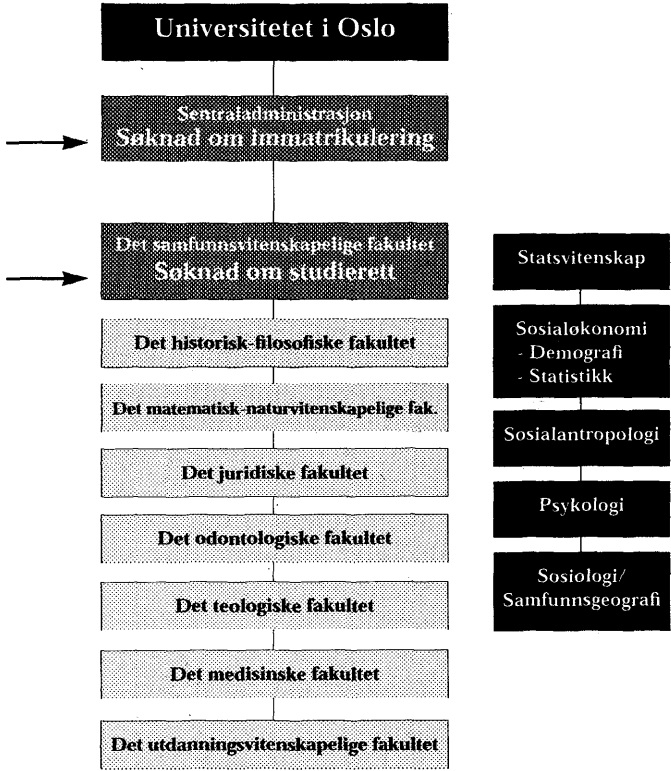 Universitetet i Oslo
Sentraladministrasjon
Søknad om immatrikulering
Det samfunnsvitenskapelige fakultet
Søknad om studierett
Det historisk-filosofiske fakultet
Det matematisk-naturvitenskapelige fak.
Det juridiske fakultet
Det odontologiske fakultet
Det teologiske fakultet
Det medisinske fakultet
Det utdanningsvitenskapelige fakultet
Statsvitenskap
Sosialøkonomi
- Demografi
- Statistikk
Sosialantropologi
Psykologi
Sosiologi/
Samfunnsgeografi